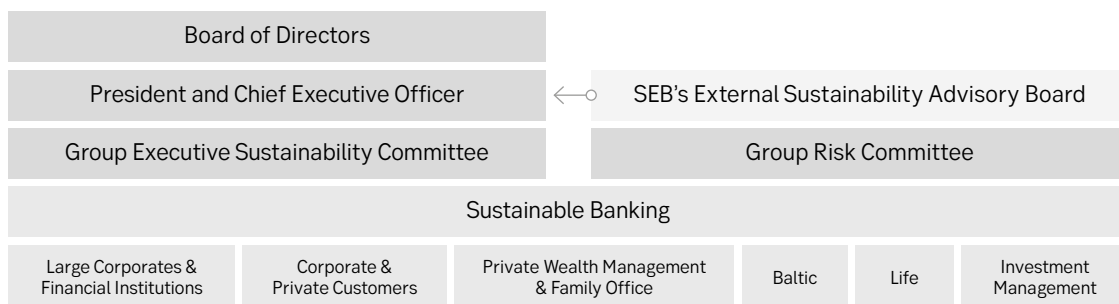 Board of Directors
President and Chief Executive Officer
SEB's External Sustainability Advisory Board
Group Executive Sustainability Committee
Group Risk Committee
Sustainable Banking
Large Corporates &
Financial Institutions
Corporate &
Private Customers
Private Wealth Management
& Family Office
Baltic
Life
Investment
Management